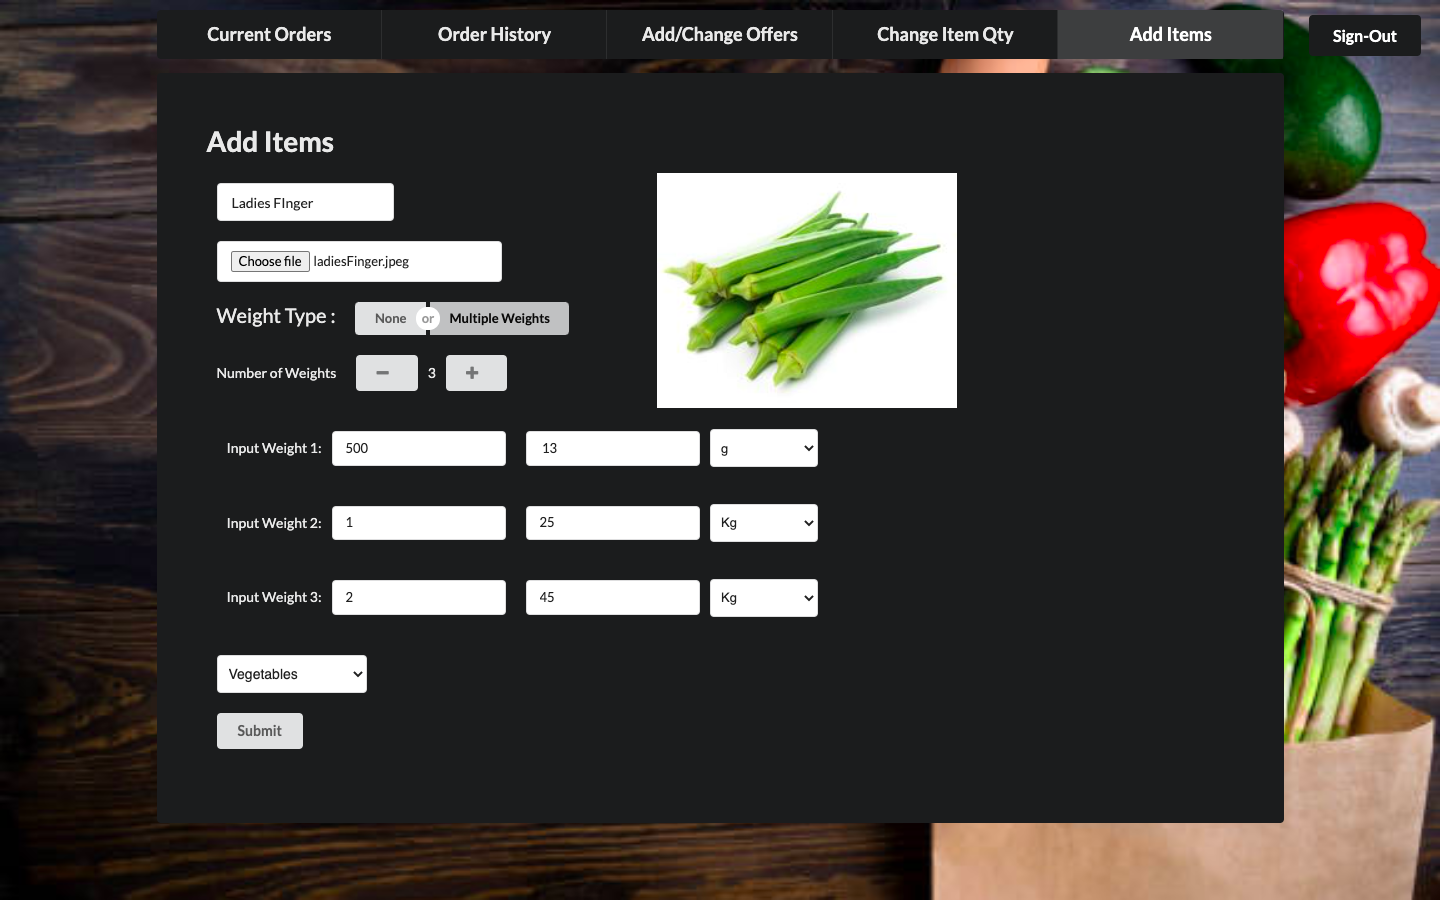 Current Orders
Order History
Add/Change Offers
Change Item Qty
Add Items
Sign-Out
Add Items
Ladies FInger
Choose file ladiesFinger.jpeg
Weight Type :
None or Multiple Weights
Number of Weights
3
Input Weight 1: 500 13 g
Input Weight 2: 1 25 Kg
Input Weight 3: 2 45 Kg
Vegetables
Submit